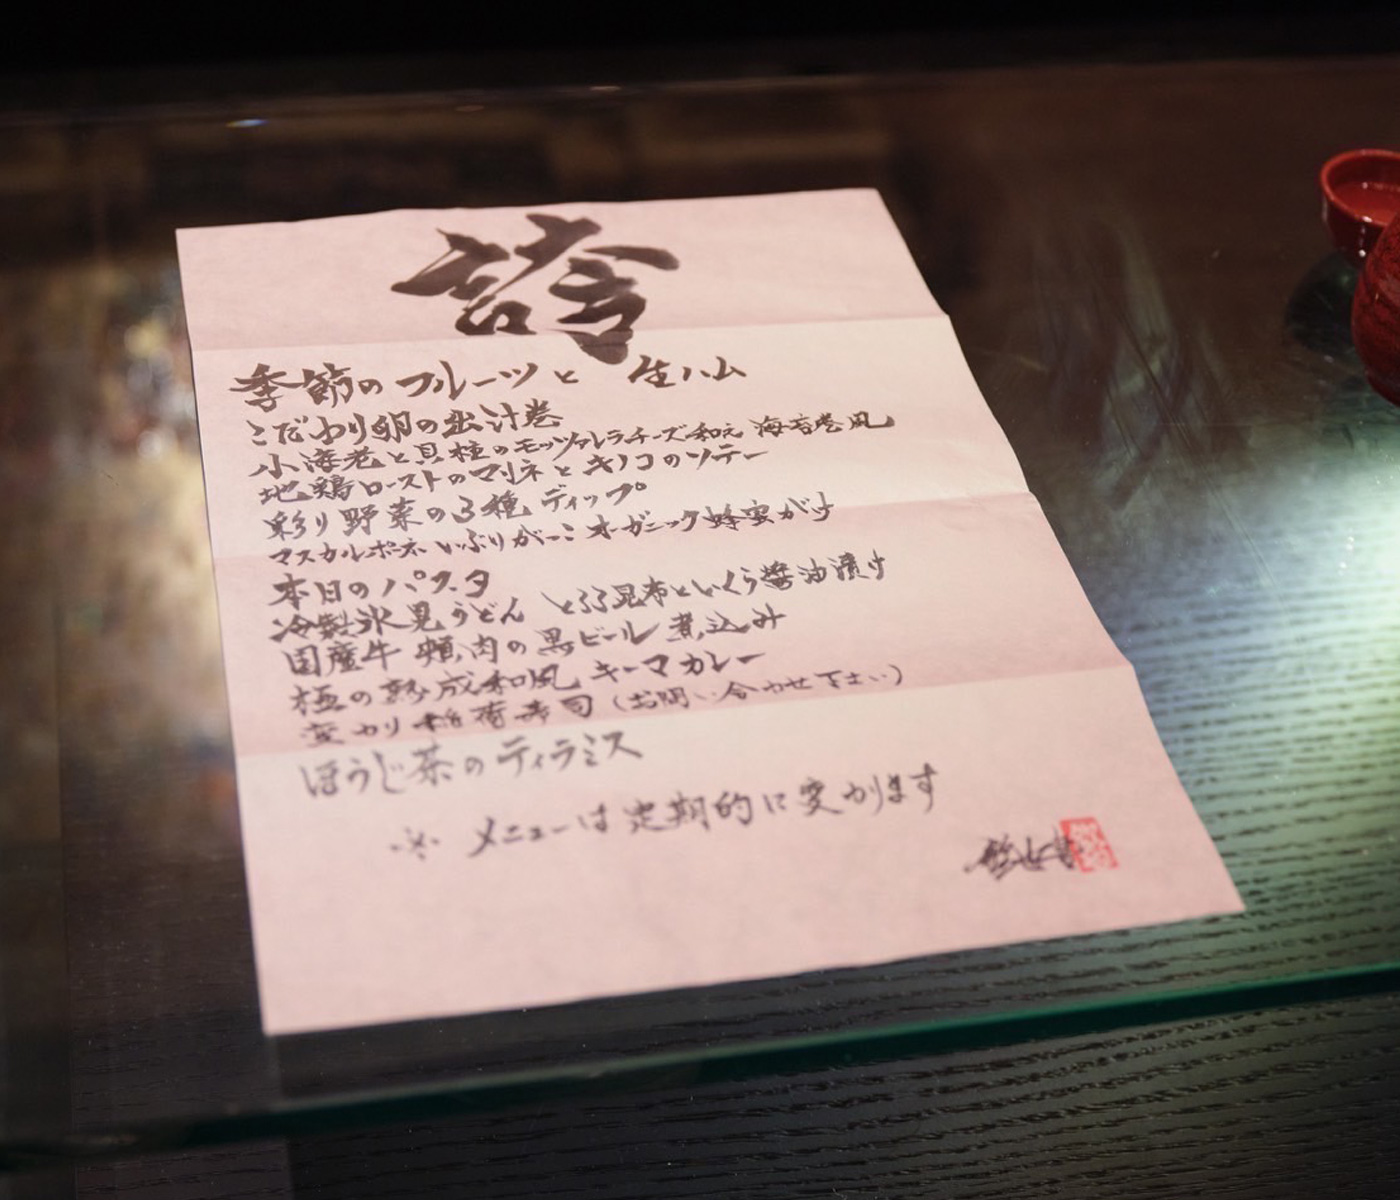 誇
季節のフルーツと 生ハム
こだわり卵の出汁巻
小海老と貝柱のモッツァレラチーズ和え 海苔巻風
地鶏ローストのマリネとキノコのソテー
彩り野菜の3種ディップ
マスカルポーネいぶりがっこ オーガニック蜂蜜がけ
本日のパスタ
冷製氷見うどん とろろ昆布といくら醤油漬け
国産牛 頬肉の黒ビール煮込み
極の熟成和風 キーマカレー
変わり稲荷寿司(お問い合わせ下さい)
ほうじ茶のティラミス
※ メニューは定期的に変わります